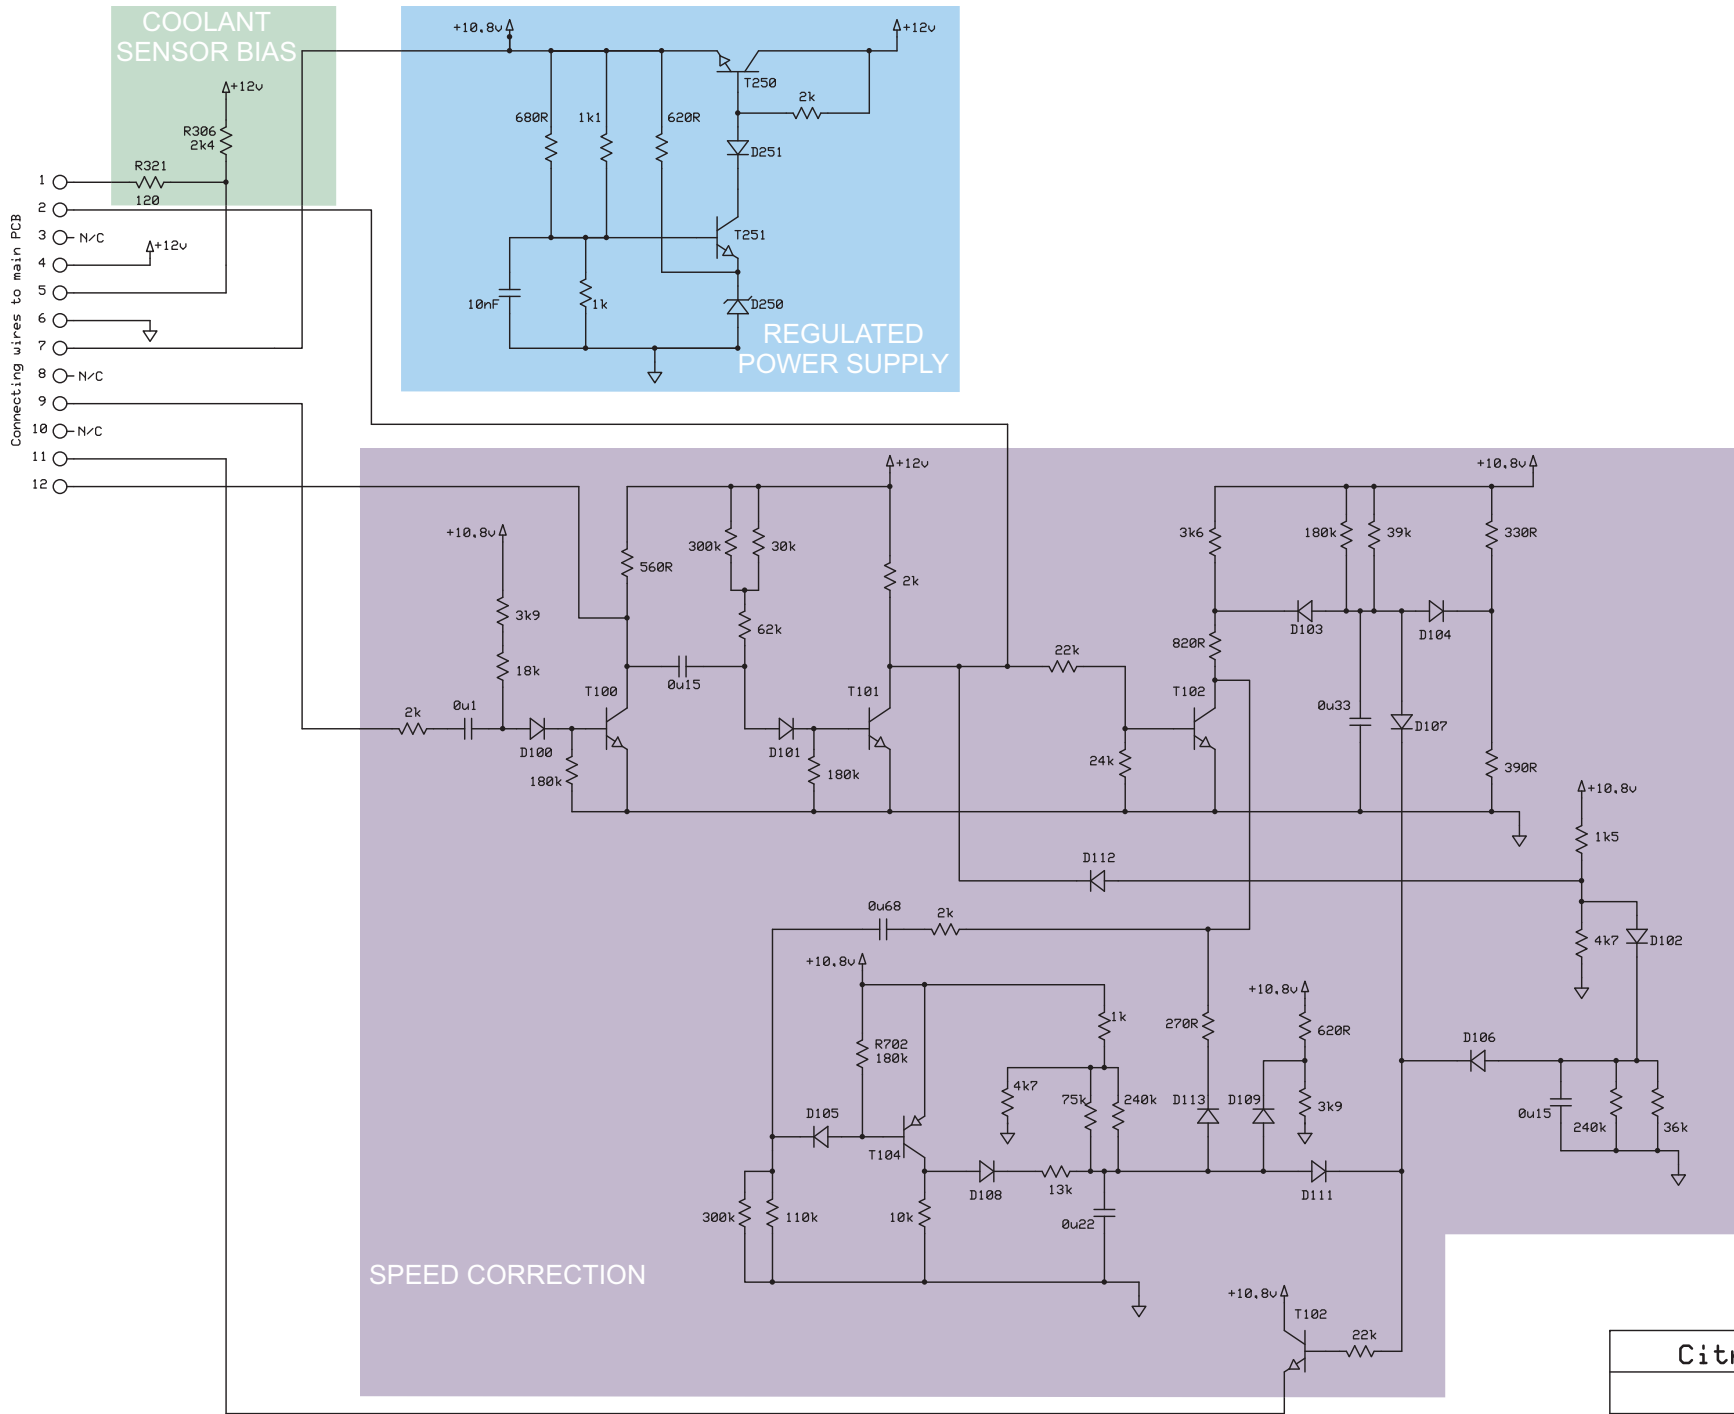 COOLANT
SENSOR BIAS
+12v
R306
2k4
R321
120
Connecting wires to main PCB
1
2
3 N/C
4 +12v
5
6
7
8 N/C
9
10 N/C
11
12
+10.8v
+12v
T250
2k
680R
1k1
620R
D251
T251
10nF
1k
D250
REGULATED
POWER SUPPLY
+12v
+10.8v
+10.8v
300k
30k
560R
2k
3k9
62k
18k
3k6
180k
39k
330R
D103
D104
820R
22k
T100
0u15
T101
T102
2k
0u1
0u33
D107
D100
D101
180k
180k
24k
390R
+10.8v
1k5
D112
0u68
2k
4k7
D102
+10.8v
+10.8v
1k
270R
620R
R702
180k
D106
4k7
75k
240k
D113
D109
3k9
D105
0u15
240k
36k
T104
D108
13k
D111
300k
110k
10k
0u22
SPEED CORRECTION
+10.8v
T102
22k
Cit